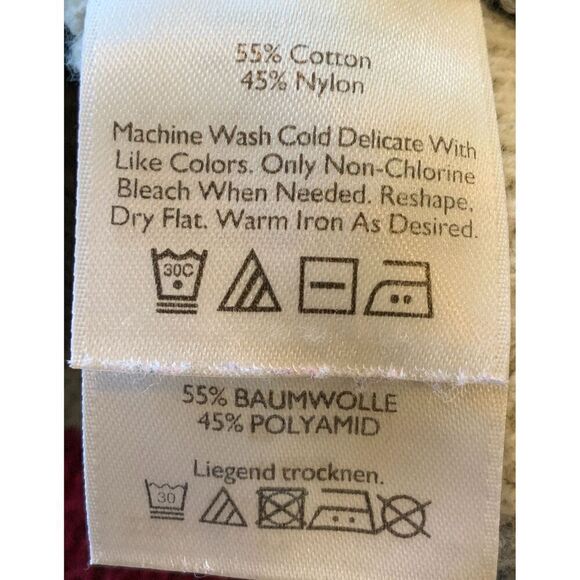 55% Cotton
45% Nylon
Machine Wash Cold Delicate With
Like Colors. Only Non-Chlorine
Bleach When Needed. Reshape,
Dry Flat. Warm Iron As Desired.
30C
55% BAUMWOLLE
45% POLYAMID
Liegend trocknen.
30